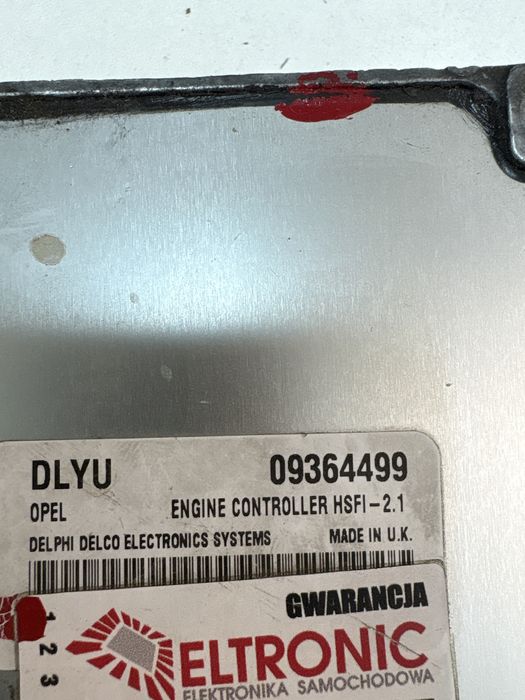 DLYU 09364499
OPEL ENGINE CONTROLLER HSFI-2.1
DELPHI DELCO ELECTRONICS SYSTEMS MADE IN U.K.
GWARANCJA
1 2 3
ELTRONIC
ELEKTRONIKA SAMOCHODOWA